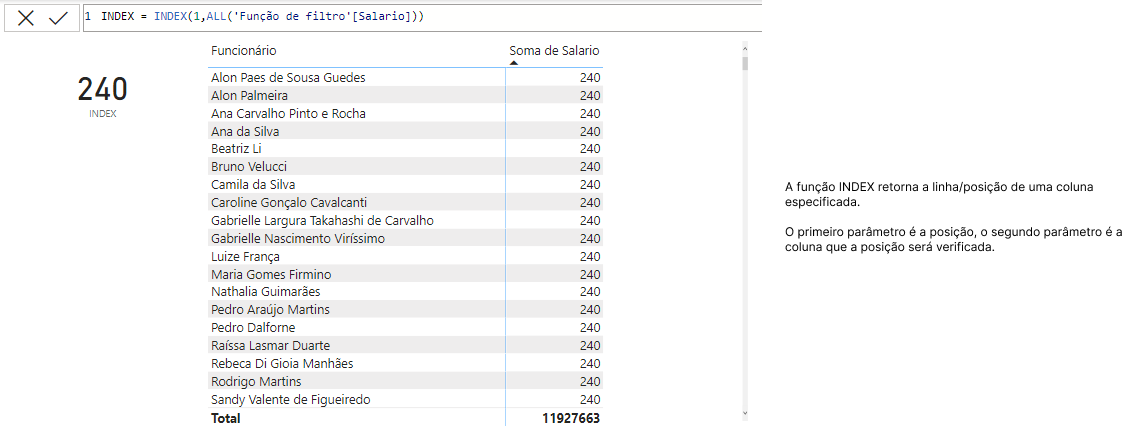 1 INDEX = INDEX(1,ALL('Função de filtro'[Salario]))
240
INDEX
Funcionário Soma de Salario
Alon Paes de Sousa Guedes 240
Alon Palmeira 240
Ana Carvalho Pinto e Rocha 240
Ana da Silva 240
Beatriz Li 240
Bruno Velucci 240
Camila da Silva 240
Caroline Gonçalo Cavalcanti 240
Gabrielle Largura Takahashi de Carvalho 240
Gabrielle Nascimento Viríssimo 240
Luize França 240
Maria Gomes Firmino 240
Nathalia Guimarães 240
Pedro Araújo Martins 240
Pedro Dalforne 240
Raíssa Lasmar Duarte 240
Rebeca Di Gioia Manhães 240
Rodrigo Martins 240
Sandy Valente de Figueiredo 240
Total 11927663
A função INDEX retorna a linha/posição de uma coluna
especificada.
O primeiro parâmetro é a posição, o segundo parâmetro é a
coluna que a posição será verificada.